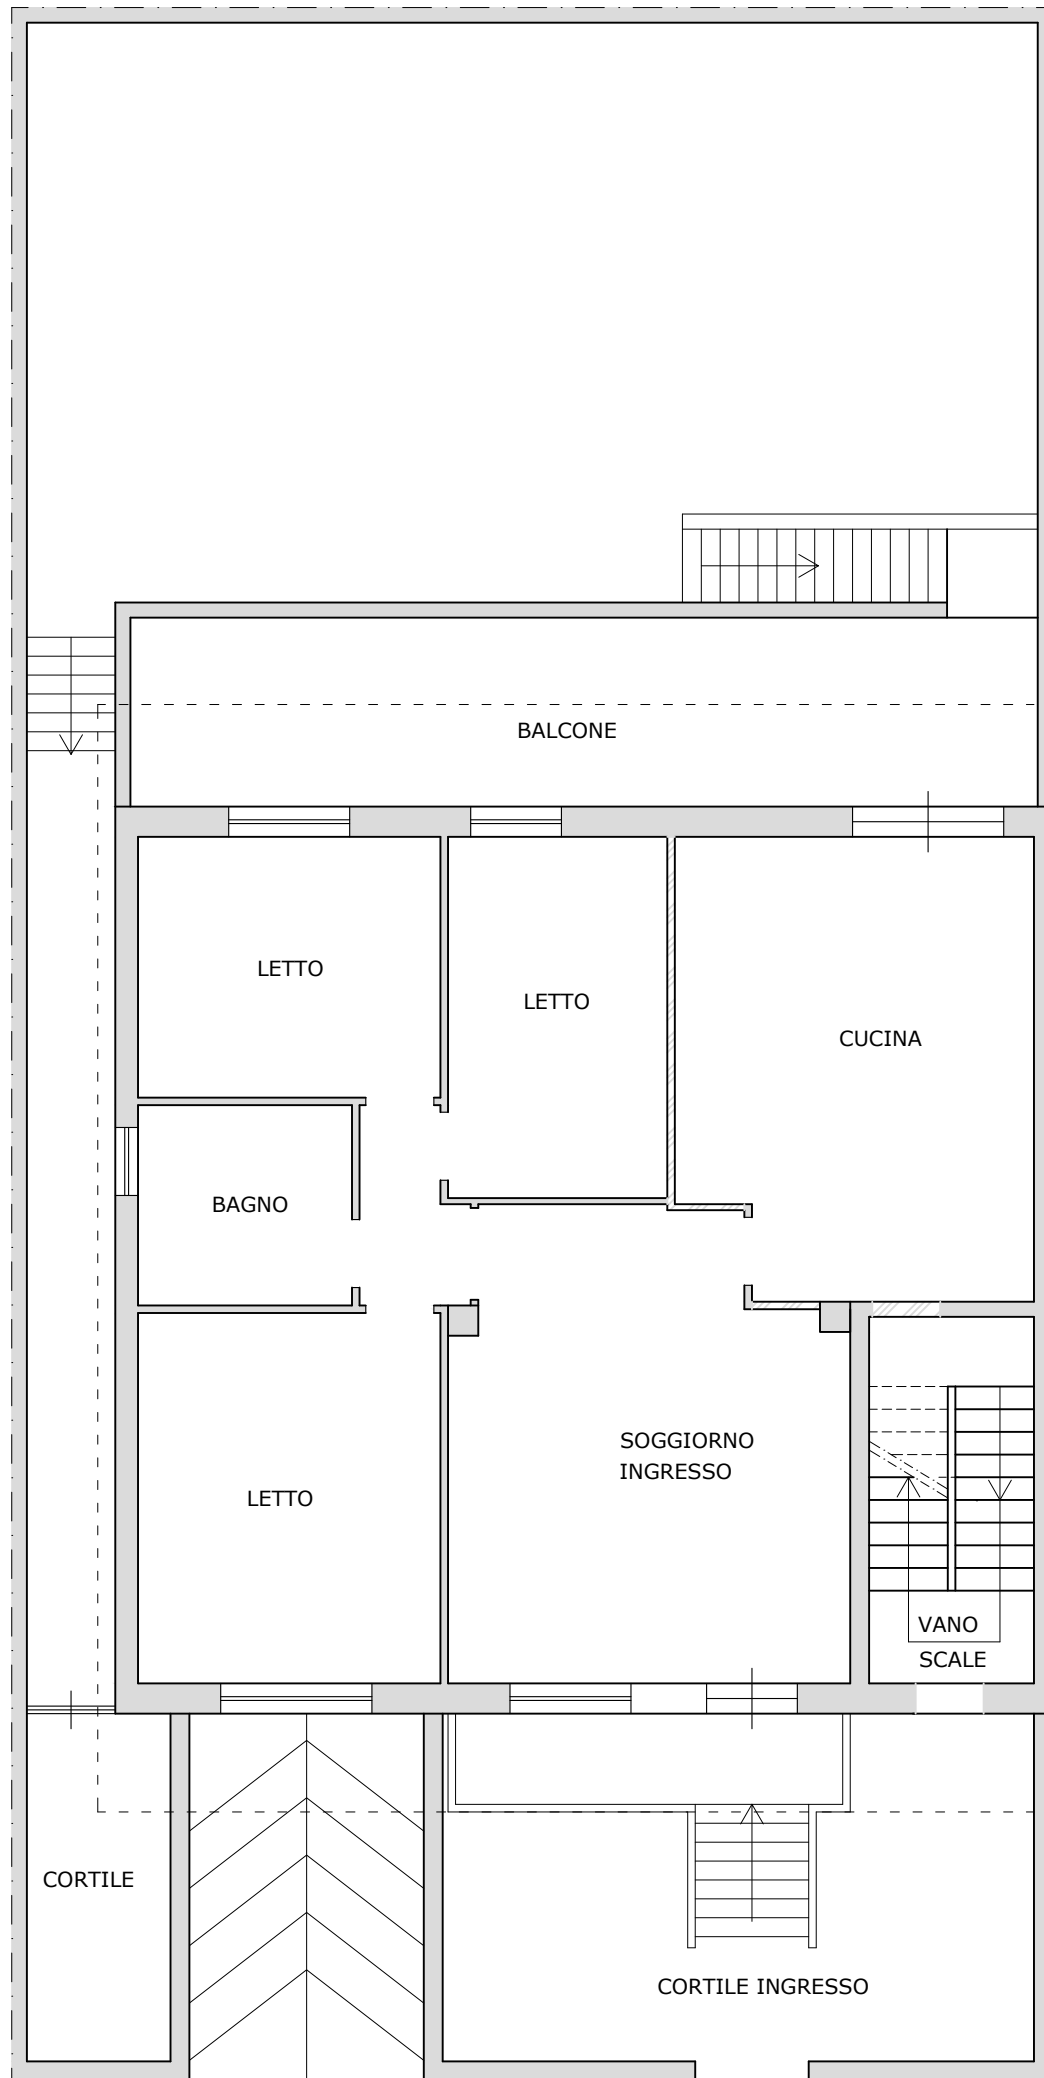 BALCONE
LETTO
LETTO
CUCINA
BAGNO
SOGGIORNO
INGRESSO
LETTO
VANO
SCALE
CORTILE
CORTILE INGRESSO